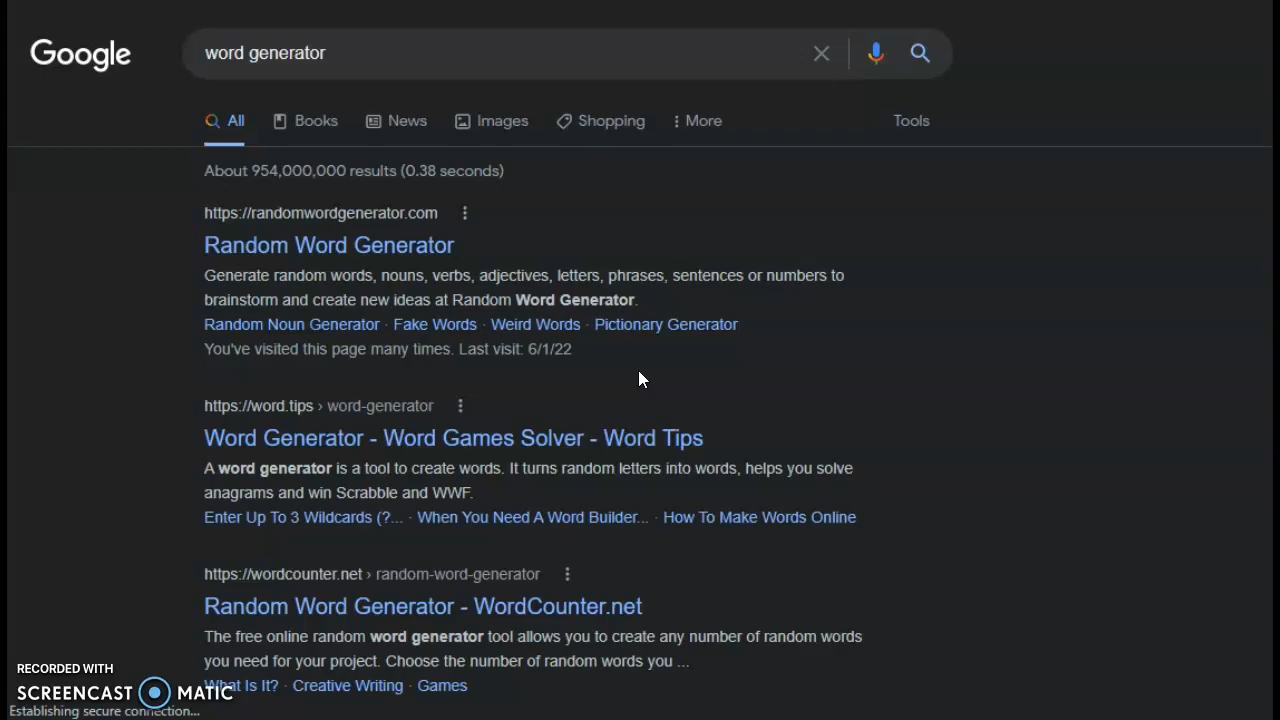 Google
word generator
All Books News Images Shopping More Tools
About 954,000,000 results (0.38 seconds)
https://randomwordgenerator.com
Random Word Generator
Generate random words, nouns, verbs, adjectives, letters, phrases, sentences or numbers to
brainstorm and create new ideas at Random Word Generator.
Random Noun Generator · Fake Words · Weird Words · Pictionary Generator
You've visited this page many times. Last visit: 6/1/22
https://word.tips › word-generator
Word Generator - Word Games Solver - Word Tips
A word generator is a tool to create words. It turns random letters into words, helps you solve
anagrams and win Scrabble and WWF.
Enter Up To 3 Wildcards (?... · When You Need A Word Builder... · How To Make Words Online
https://wordcounter.net › random-word-generator
Random Word Generator - WordCounter.net
The free online random word generator tool allows you to create any number of random words
you need for your project. Choose the number of random words you ...
What Is It? · Creative Writing · Games
RECORDED WITH
SCREENCAST MATIC
Establishing secure connection...